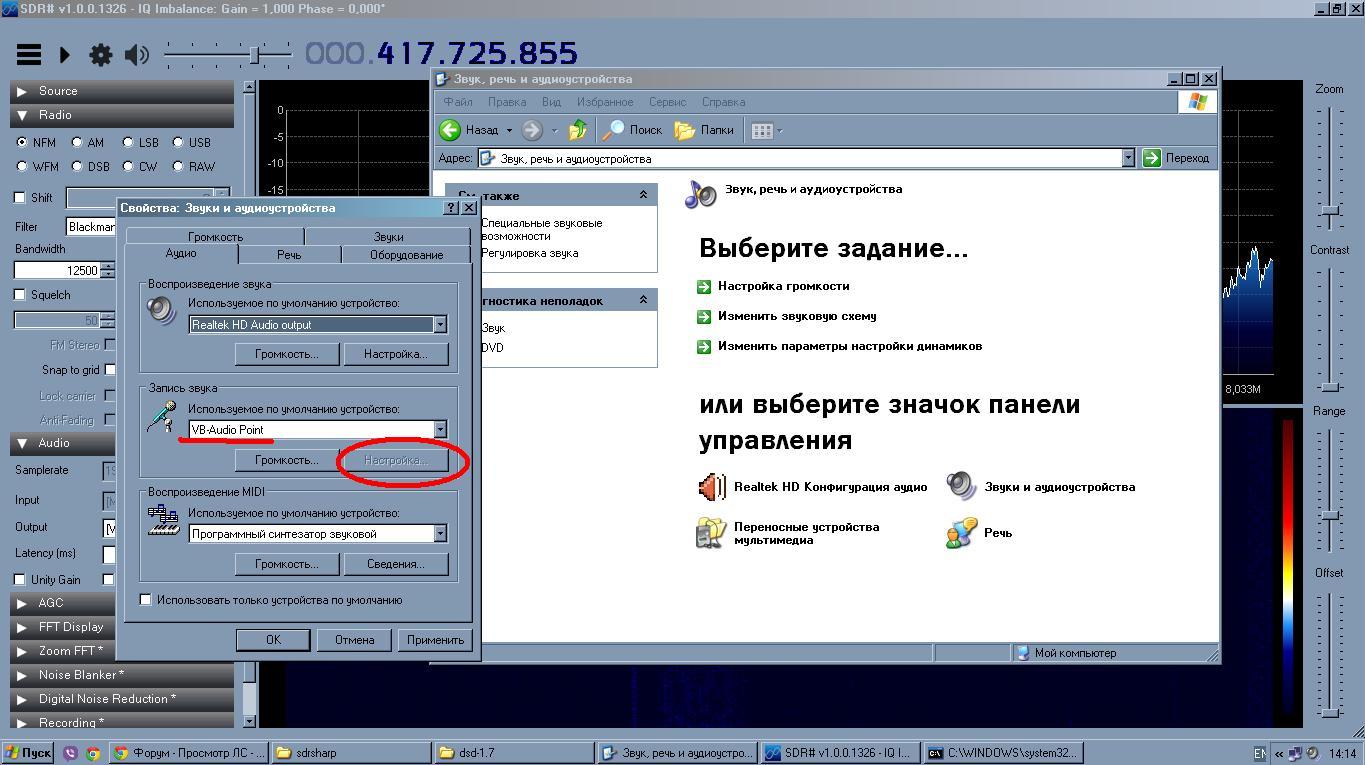 SDR# v1.0.0.1326 - IQ Imbalance: Gain = 1,000 Phase = 0,000°
000.417.725.855
Source
Radio
NFM AM LSB USB
WFM DSB CW RAW
Shift
Filter Blackman
Bandwidth
12500
Squelch
50
FM Stereo
Snap to grid
Lock carrier
Anti-Fading
Audio
Samplerate
Input
Output
Latency (ms)
Unity Gain
AGC
FFT Display
Zoom FFT *
Noise Blanker *
Digital Noise Reduction *
Recording *
0
-5
-10
-15
Свойства: Звуки и аудиоустройства
Громкость Звуки
Аудио Речь Оборудование
Воспроизведение звука
Используемое по умолчанию устройство:
Realtek HD Audio output
Громкость... Настройка...
Запись звука
Используемое по умолчанию устройство:
VB-Audio Point
Громкость... Настройка...
Воспроизведение MIDI
Используемое по умолчанию устройство:
Программный синтезатор звуковой
Громкость... Сведения...
Использовать только устройства по умолчанию
OK Отмена Применить
Звук, речь и аудиоустройства
Файл Правка Вид Избранное Сервис Справка
Назад Поиск Папки
Адрес: Звук, речь и аудиоустройства Переход
См. также
Специальные звуковые
возможности
Регулировка звука
гностика неполадок
Звук
DVD
Звук, речь и аудиоустройства
Выберите задание...
Настройка громкости
Изменить звуковую схему
Изменить параметры настройки динамиков
или выберите значок панели
управления
Realtek HD Конфигурация аудио
Звуки и аудиоустройства
Переносные устройства
мультимедиа
Речь
Мой компьютер
Zoom
Contrast
Range
Offset
8,033M
Пуск
Форум - Просмотр ЛС - ...
sdrsharp
dsd-1.7
Звук, речь и аудиоустро...
SDR# v1.0.0.1326 - IQ I...
C:\WINDOWS\system32...
EN
14:14